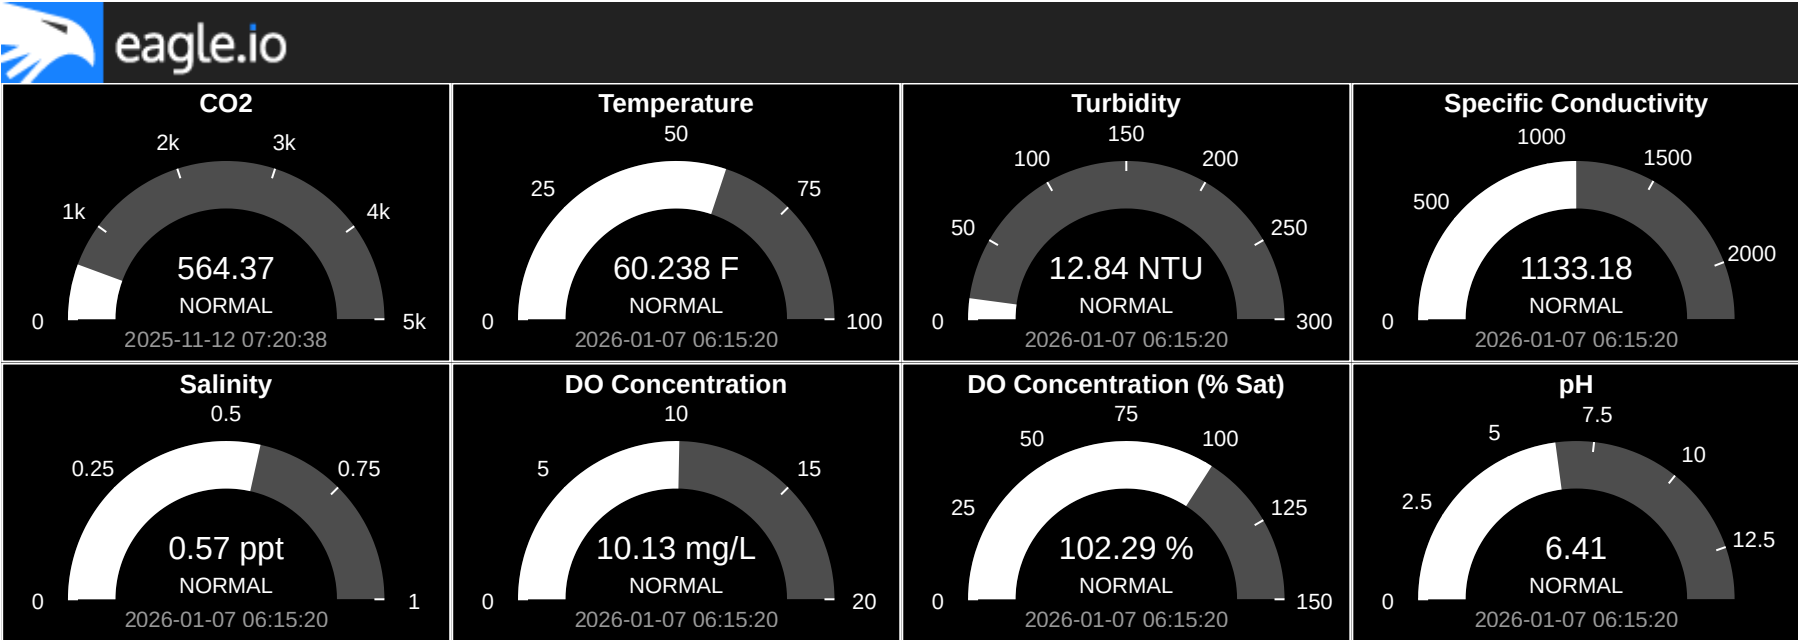 eagle.io
CO2
0
1k
2k
3k
4k
5k
564.37
NORMAL
2025-11-12 07:20:38
Temperature
0
25
50
75
100
60.238 F
NORMAL
2026-01-07 06:15:20
Turbidity
0
50
100
150
200
250
300
12.84 NTU
NORMAL
2026-01-07 06:15:20
Specific Conductivity
0
500
1000
1500
2000
1133.18
NORMAL
2026-01-07 06:15:20
Salinity
0
0.25
0.5
0.75
1
0.57 ppt
NORMAL
2026-01-07 06:15:20
DO Concentration
0
5
10
15
20
10.13 mg/L
NORMAL
2026-01-07 06:15:20
DO Concentration (% Sat)
0
25
50
75
100
125
150
102.29 %
NORMAL
2026-01-07 06:15:20
pH
0
2.5
5
7.5
10
12.5
6.41
NORMAL
2026-01-07 06:15:20